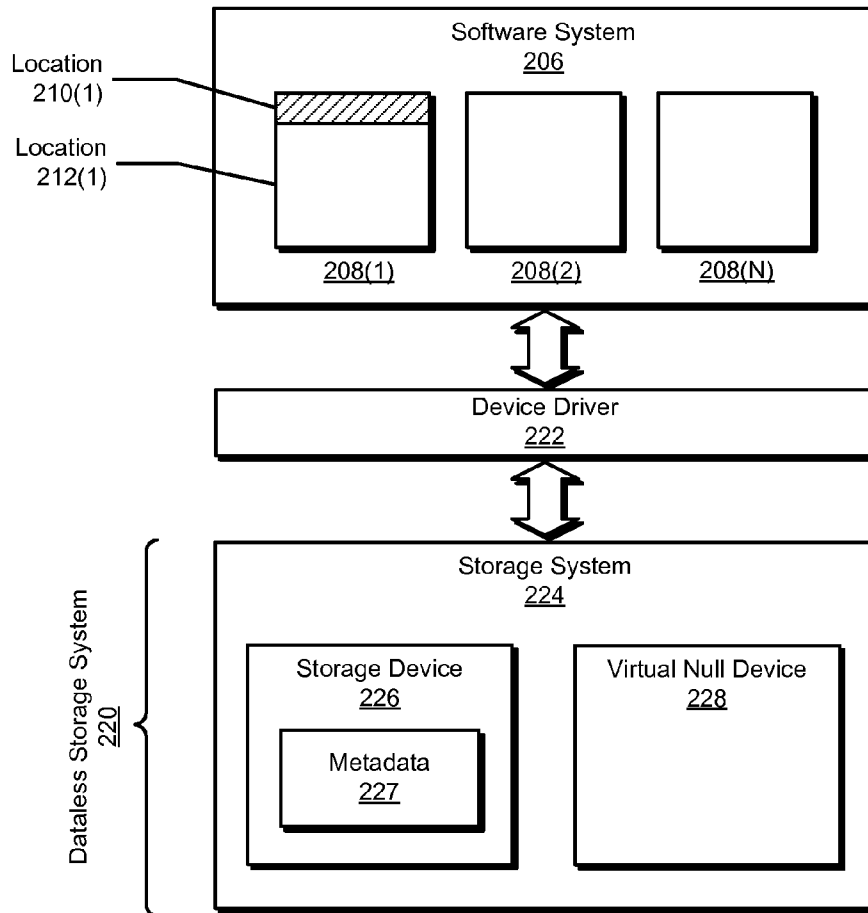 Software System
206
Location
210(1)
Location
212(1)
208(1)
208(2)
208(N)
Device Driver
222
Storage System
224
Dataless Storage System
220
Storage Device
226
Metadata
227
Virtual Null Device
228